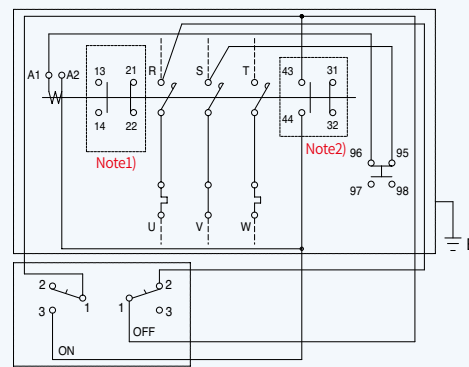 A1 A2 13 21 R S T 43 31
14 22 44 32
Note1) Note2)
96 95
97 98
U V W
E
2 1 2
3 1 3
OFF
ON